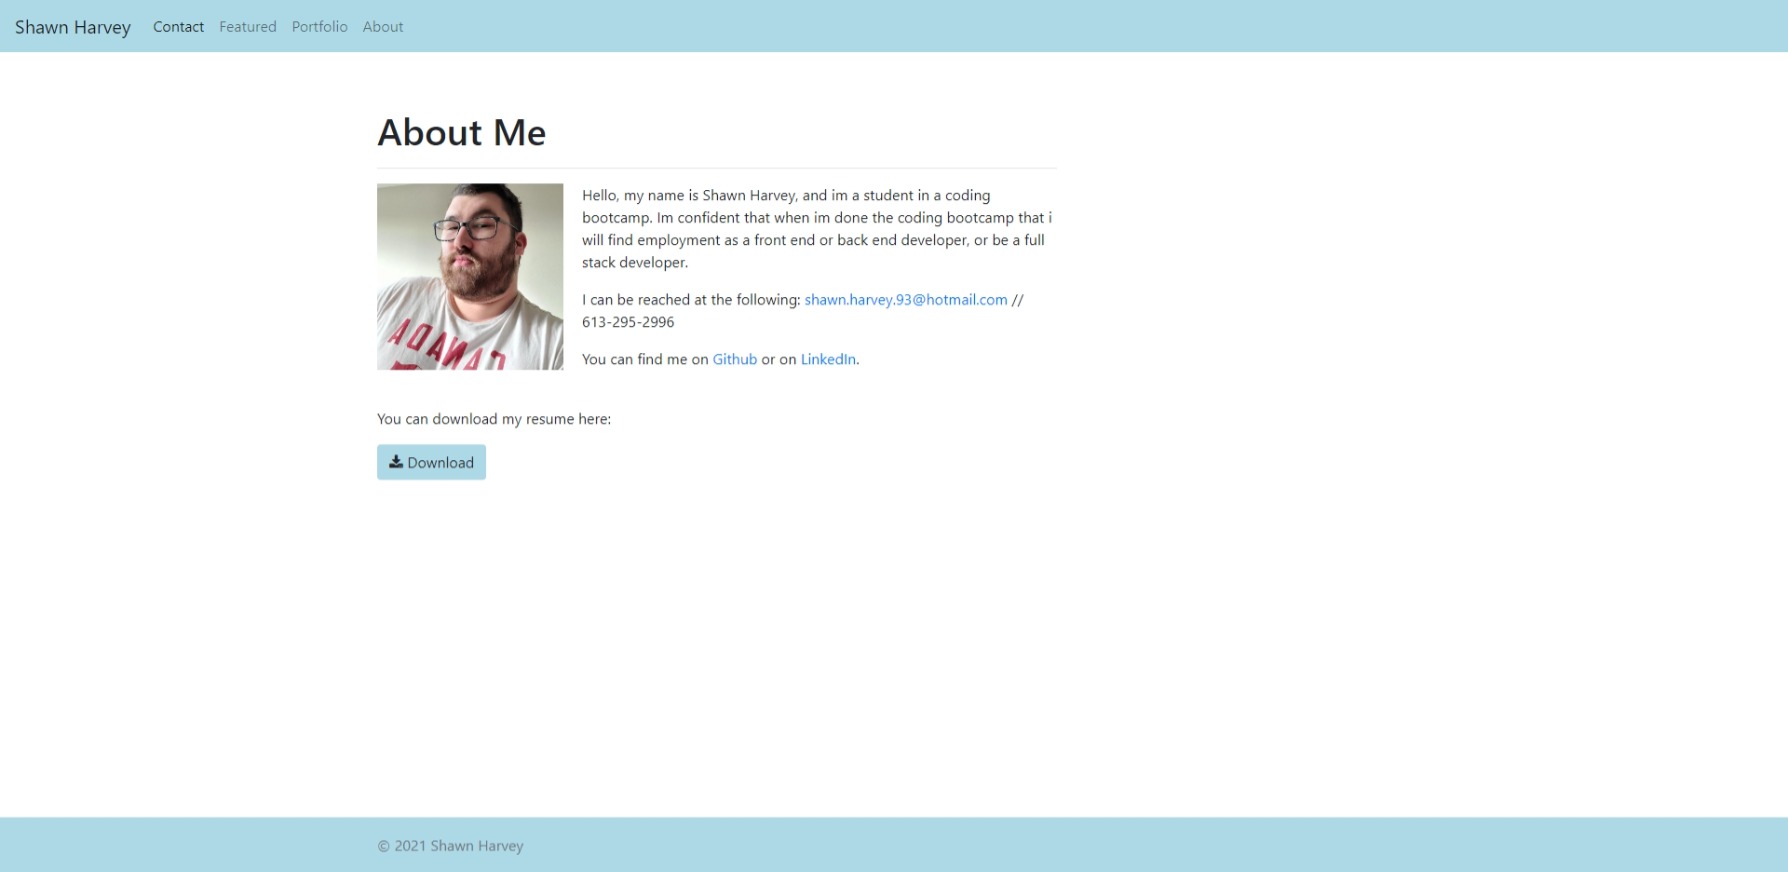 Shawn Harvey Contact Featured Portfolio About
About Me
Hello, my name is Shawn Harvey, and im a student in a coding
bootcamp. Im confident that when im done the coding bootcamp that i
will find employment as a front end or back end developer, or be a full
stack developer.
I can be reached at the following: shawn.harvey.93@hotmail.com //
613-295-2996
You can find me on Github or on LinkedIn.
CANADA
You can download my resume here:
Download
© 2021 Shawn Harvey